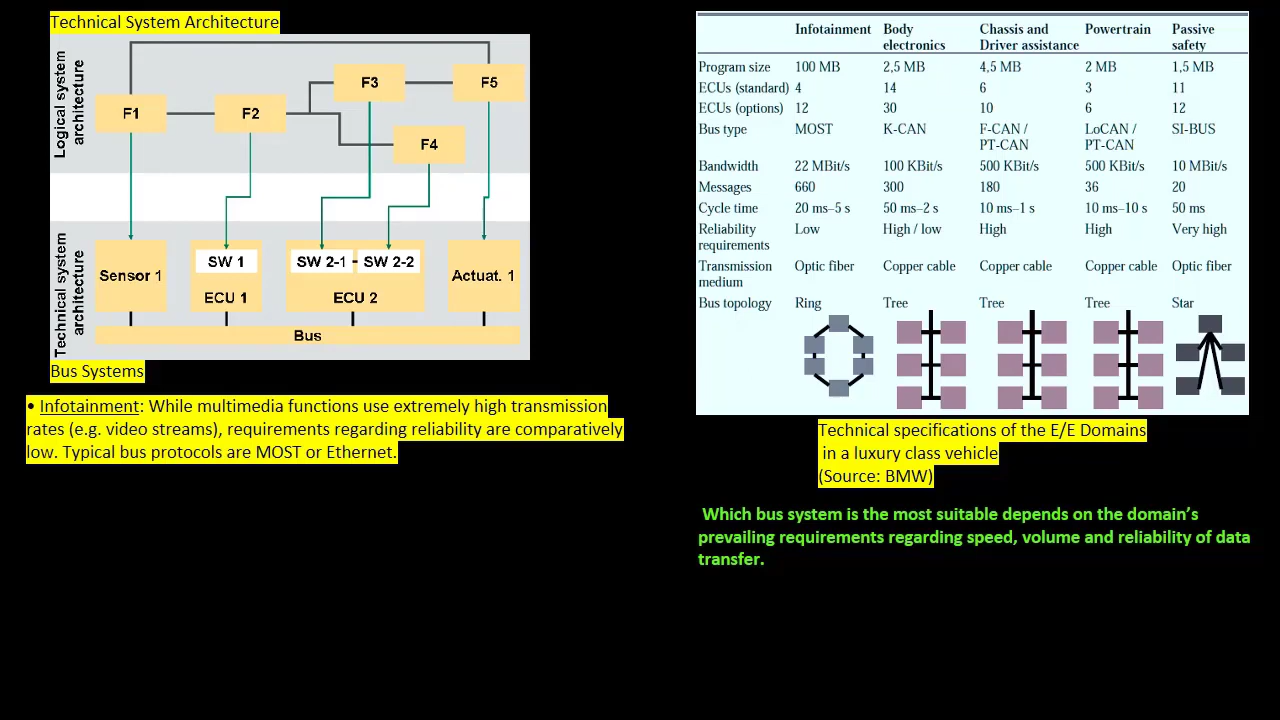 Technical System Architecture
Logical system architecture
F1
F2
F3
F4
F5
Technical system architecture
Sensor 1
SW 1
ECU 1
SW 2-1 - SW 2-2
ECU 2
Actuat. 1
Bus
Bus Systems
• Infotainment: While multimedia functions use extremely high transmission
rates (e.g. video streams), requirements regarding reliability are comparatively
low. Typical bus protocols are MOST or Ethernet.
Infotainment Body electronics Chassis and Driver assistance Powertrain Passive safety
Program size 100 MB 2,5 MB 4,5 MB 2 MB 1,5 MB
ECUs (standard) 4 14 6 3 11
ECUs (options) 12 30 10 6 12
Bus type MOST K-CAN F-CAN / PT-CAN LoCAN / PT-CAN SI-BUS
Bandwidth 22 MBit/s 100 KBit/s 500 KBit/s 500 KBit/s 10 MBit/s
Messages 660 300 180 36 20
Cycle time 20 ms–5 s 50 ms–2 s 10 ms–1 s 10 ms–10 s 50 ms
Reliability requirements Low High / low High High Very high
Transmission medium Optic fiber Copper cable Copper cable Copper cable Optic fiber
Bus topology Ring Tree Tree Tree Star
Technical specifications of the E/E Domains
in a luxury class vehicle
(Source: BMW)
Which bus system is the most suitable depends on the domain’s
prevailing requirements regarding speed, volume and reliability of data
transfer.